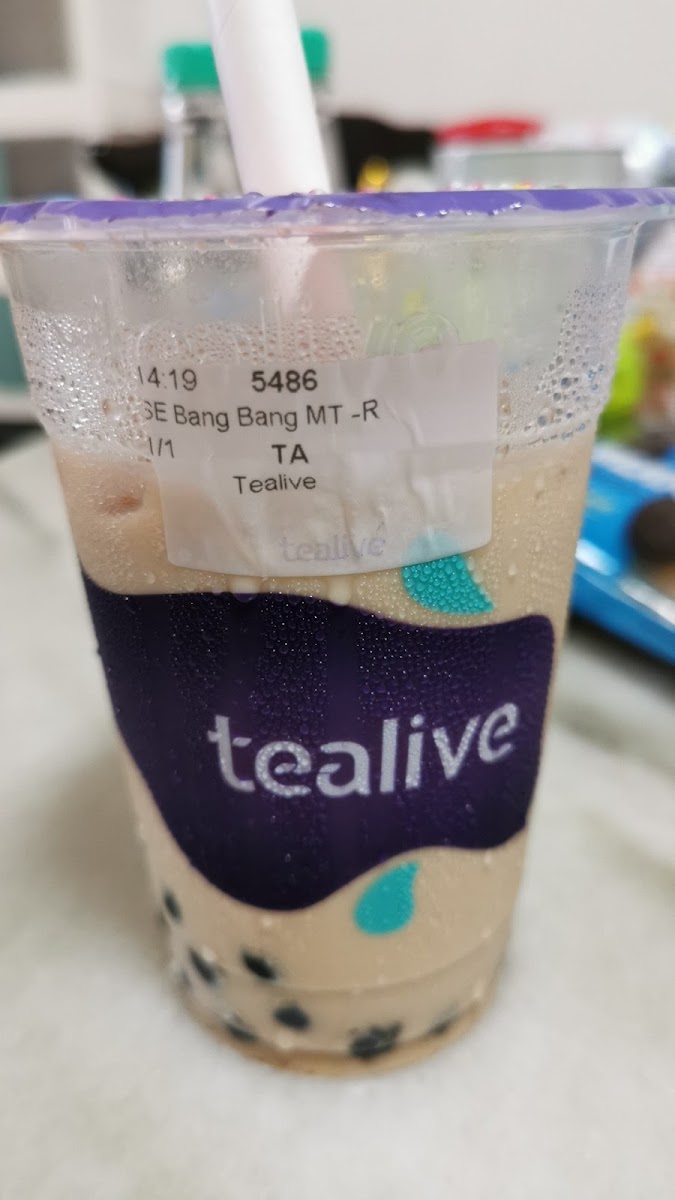 14:19 5486
SE Bang Bang MT -R
1/1 TA
Tealive
tealive
tealive